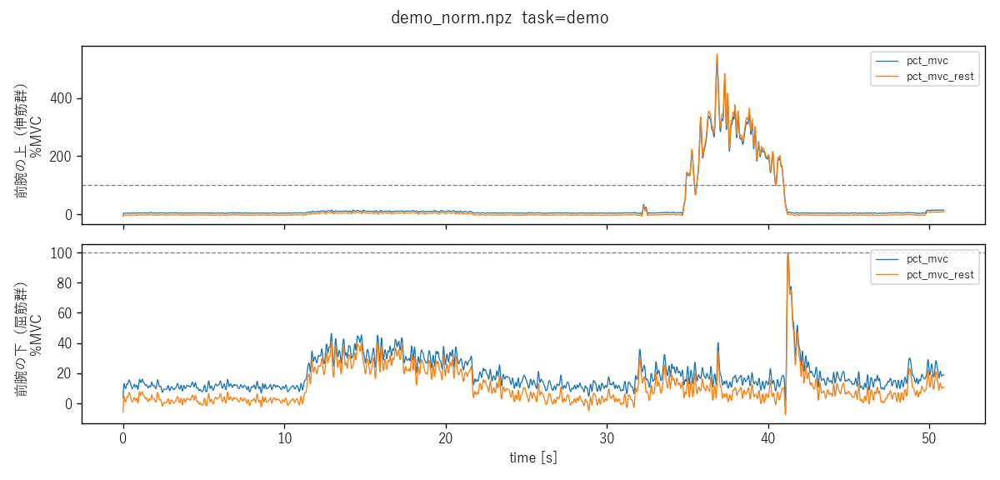 demo_norm.npz task=demo
前腕の上 (伸筋群)
%MVC
400
200
0
pct_mvc
pct_mvc_rest
前腕の下 (屈筋群)
%MVC
100
80
60
40
20
0
pct_mvc
pct_mvc_rest
0 10 20 30 40 50
time [s]